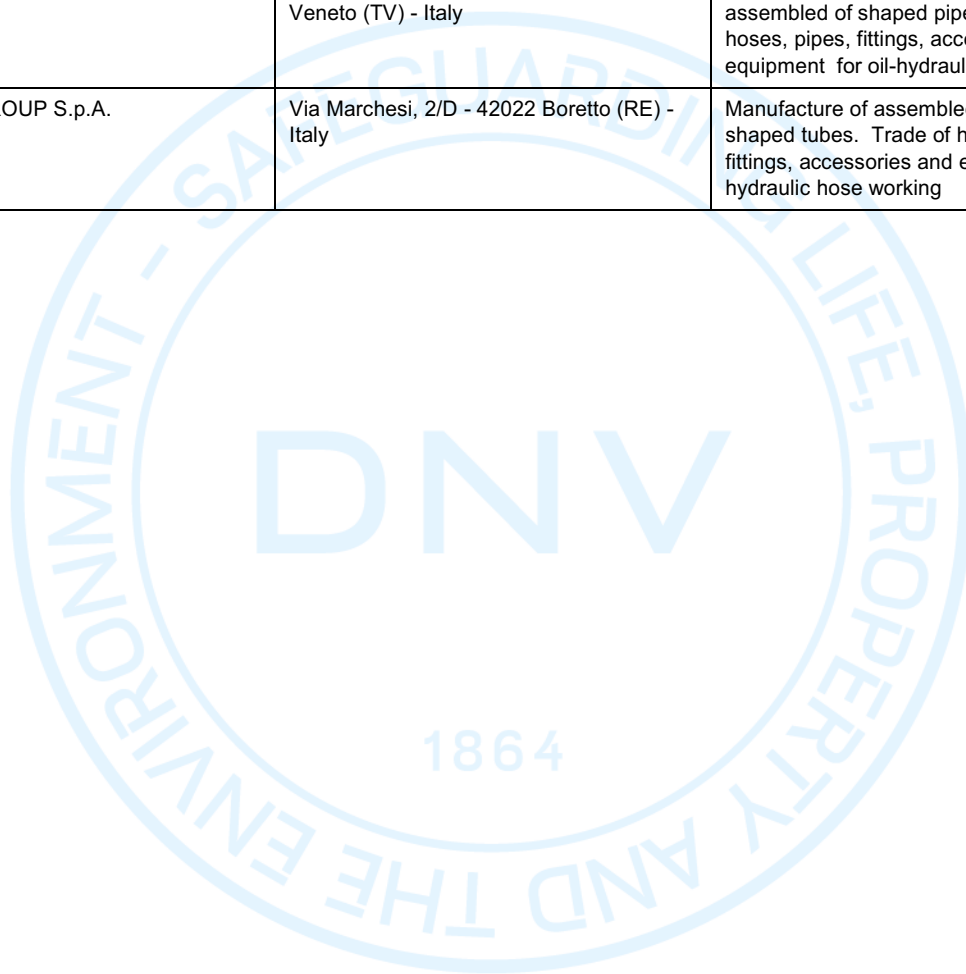 Veneto (TV) - Italy
assembled of shaped pipe
hoses, pipes, fittings, acce
equipment for oil-hydraul
OUP S.p.A.
Via Marchesi, 2/D - 42022 Boretto (RE) -
Italy
Manufacture of assemble
shaped tubes. Trade of h
fittings, accessories and e
hydraulic hose working
SAFEGUARDING LIFE, PROPERTY AND THE ENVIRONMENT -
DNV
1864